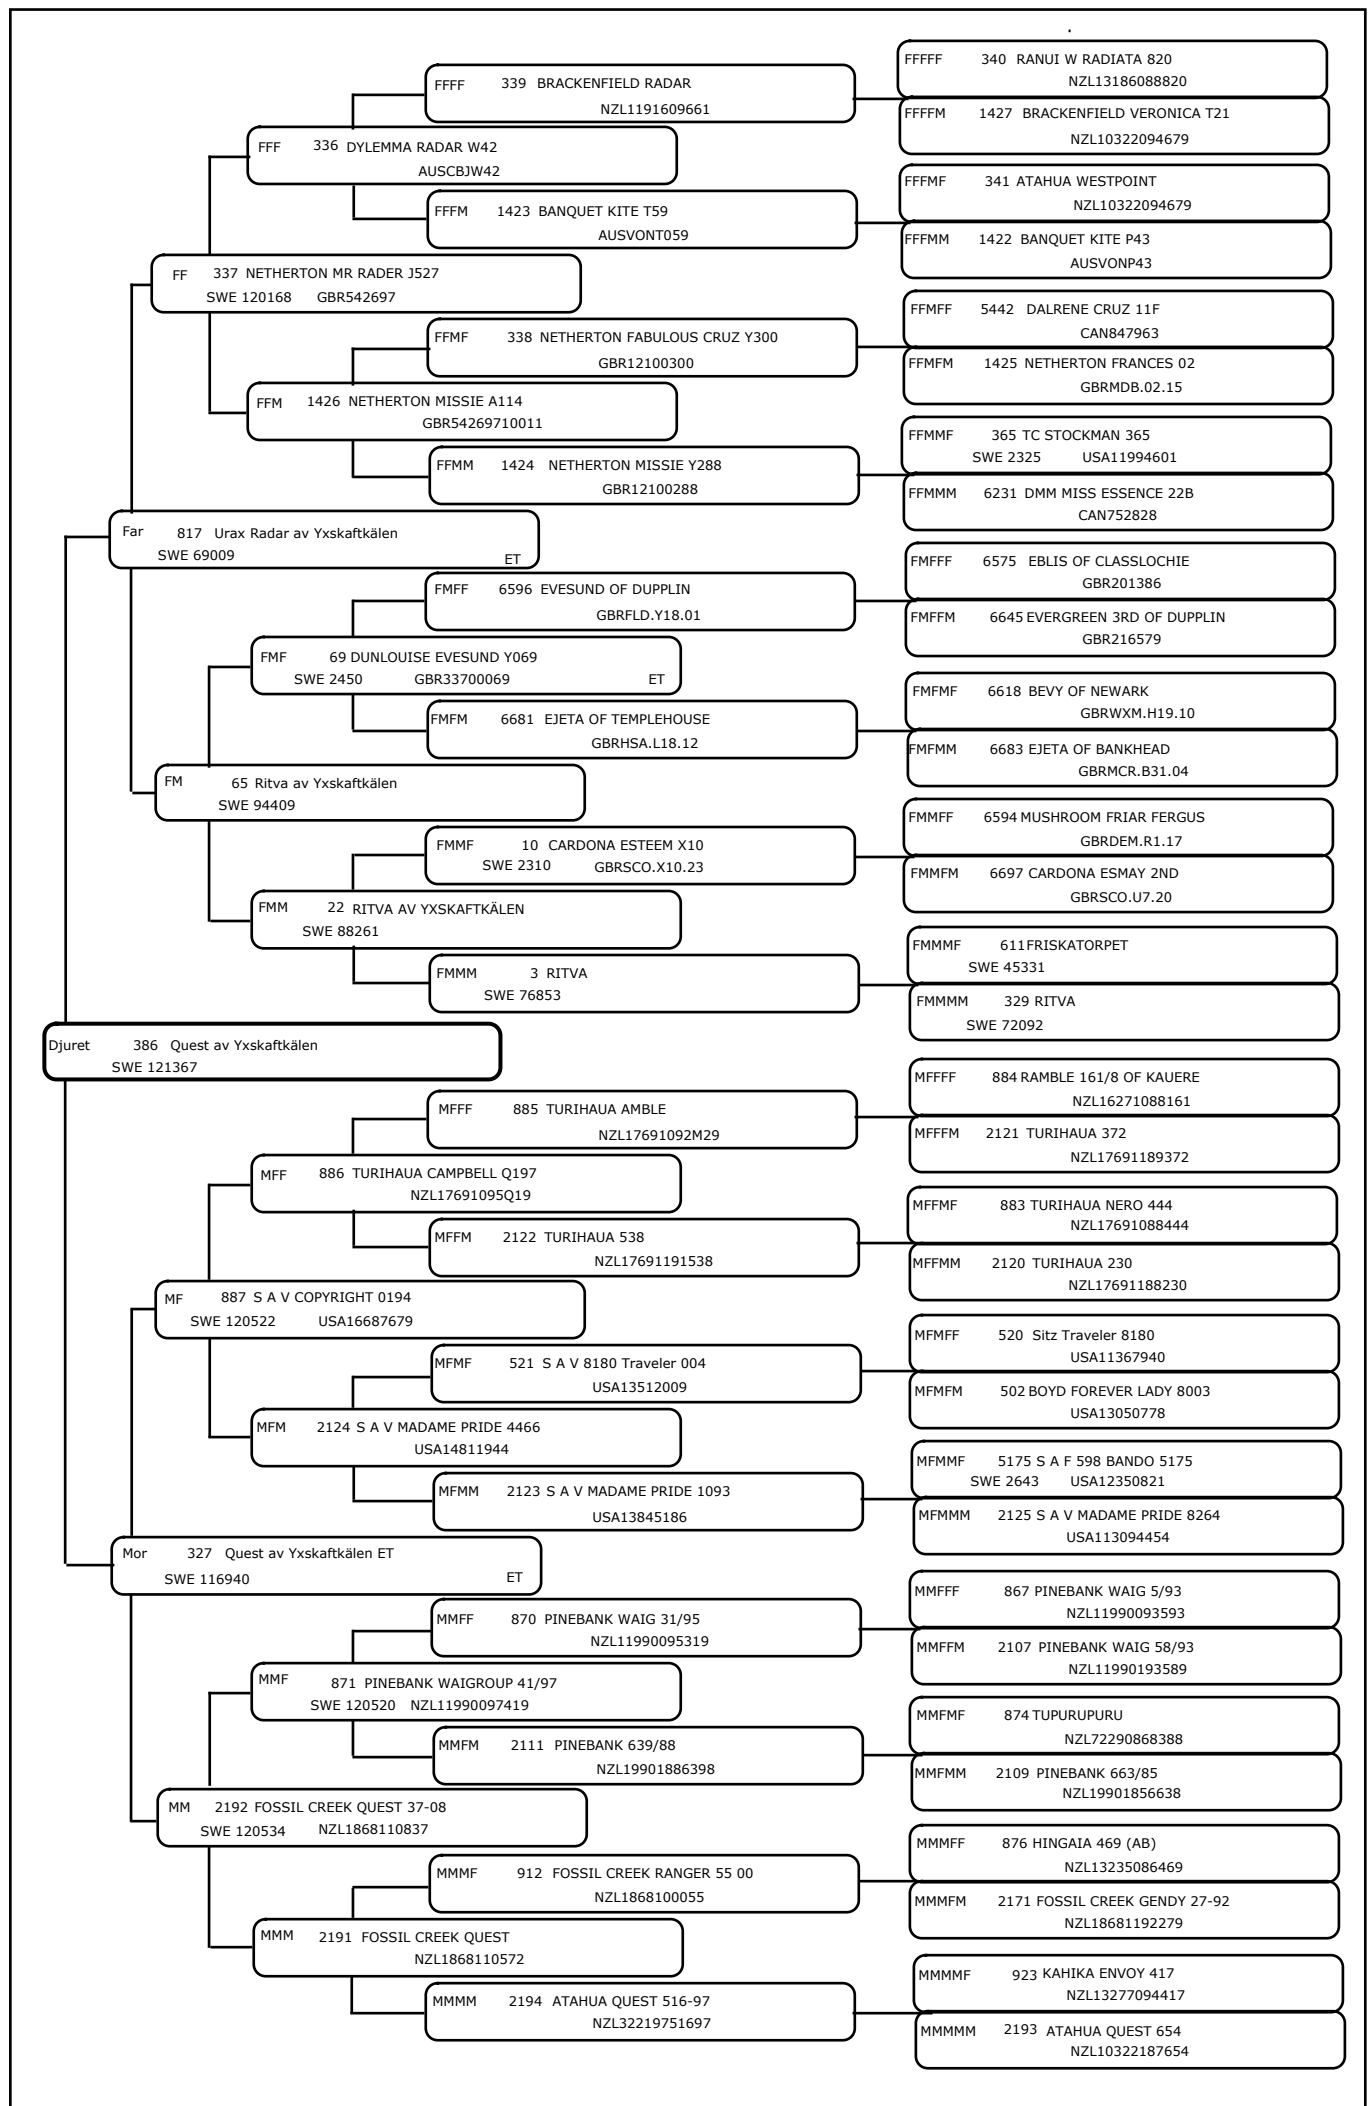 FFFFF 340 RANUI W RADIATA 820
NZL13186088820
FFFF 339 BRACKENFIELD RADAR
NZL1191609661
FFFFM 1427 BRACKENFIELD VERONICA T21
NZL10322094679
FFF 336 DYLEMMA RADAR W42
AUSCBJW42
FFFMF 341 ATAHUA WESTPOINT
NZL10322094679
FFFM 1423 BANQUET KITE T59
AUSVONT059
FFFMM 1422 BANQUET KITE P43
AUSVONP43
FF 337 NETHERTON MR RADER J527
SWE 120168 GBR542697
FFMFF 5442 DALRENE CRUZ 11F
CAN847963
FFMF 338 NETHERTON FABULOUS CRUZ Y300
GBR12100300
FFMFM 1425 NETHERTON FRANCES 02
GBRMDB.02.15
FFM 1426 NETHERTON MISSIE A114
GBR54269710011
FFMMF 365 TC STOCKMAN 365
SWE 2325 USA11994601
FFMM 1424 NETHERTON MISSIE Y288
GBR12100288
FFMMM 6231 DMM MISS ESSENCE 22B
CAN752828
Far 817 Urax Radar av Yxskaftkälen
SWE 69009 ET
FMFFF 6575 EBLIS OF CLASSLOCHIE
GBR201386
FMFF 6596 EVESUND OF DUPPLIN
GBRFLD.Y18.01
FMFFM 6645 EVERGREEN 3RD OF DUPPLIN
GBR216579
FMF 69 DUNLOUISE EVESUND Y069
SWE 2450 GBR33700069 ET
FMFMF 6618 BEVY OF NEWARK
GBRWXM.H19.10
FMFM 6681 EJETA OF TEMPLEHOUSE
GBRHSA.L18.12
FMFMM 6683 EJETA OF BANKHEAD
GBRMCR.B31.04
FM 65 Ritva av Yxskaftkälen
SWE 94409
FMMFF 6594 MUSHROOM FRIAR FERGUS
GBRDEM.R1.17
FMMF 10 CARDONA ESTEEM X10
SWE 2310 GBRSCO.X10.23
FMMFM 6697 CARDONA ESMAY 2ND
GBRSCO.U7.20
FMM 22 RITVA AV YXSKAFTKÄLEN
SWE 88261
FMMMF 611 FRISKATORPET
SWE 45331
FMMM 3 RITVA
SWE 76853
FMMMM 329 RITVA
SWE 72092
Djuret 386 Quest av Yxskaftkälen
SWE 121367
MFFFF 884 RAMBLE 161/8 OF KAUERE
NZL16271088161
MFFF 885 TURIHAUA AMBLE
NZL17691092M29
MFFFM 2121 TURIHAUA 372
NZL17691189372
MFF 886 TURIHAUA CAMPBELL Q197
NZL17691095Q19
MFFMF 883 TURIHAUA NERO 444
NZL17691088444
MFFM 2122 TURIHAUA 538
NZL17691191538
MFFMM 2120 TURIHAUA 230
NZL17691188230
MF 887 S A V COPYRIGHT 0194
SWE 120522 USA16687679
MFMFF 520 Sitz Traveler 8180
USA11367940
MFMF 521 S A V 8180 Traveler 004
USA13512009
MFMFM 502 BOYD FOREVER LADY 8003
USA13050778
MFM 2124 S A V MADAME PRIDE 4466
USA14811944
MFMMF 5175 S A F 598 BANDO 5175
SWE 2643 USA12350821
MFMM 2123 S A V MADAME PRIDE 1093
USA13845186
MFMMM 2125 S A V MADAME PRIDE 8264
USA113094454
Mor 327 Quest av Yxskaftkälen ET
SWE 116940 ET
MMFFF 867 PINEBANK WAIG 5/93
NZL11990093593
MMFF 870 PINEBANK WAIG 31/95
NZL11990095319
MMFFM 2107 PINEBANK WAIG 58/93
NZL11990193589
MMF 871 PINEBANK WAIGROUP 41/97
SWE 120520 NZL11990097419
MMFMF 874 TUPURUPURU
NZL72290868388
MMFM 2111 PINEBANK 639/88
NZL19901886398
MMFMM 2109 PINEBANK 663/85
NZL19901856638
MM 2192 FOSSIL CREEK QUEST 37-08
SWE 120534 NZL1868110837
MMMFF 876 HINGAIA 469 (AB)
NZL13235086469
MMMF 912 FOSSIL CREEK RANGER 55 00
NZL1868100055
MMMFM 2171 FOSSIL CREEK GENDY 27-92
NZL18681192279
MMM 2191 FOSSIL CREEK QUEST
NZL1868110572
MMMMF 923 KAHIKA ENVOY 417
NZL13277094417
MMMM 2194 ATAHUA QUEST 516-97
NZL32219751697
MMMMM 2193 ATAHUA QUEST 654
NZL10322187654